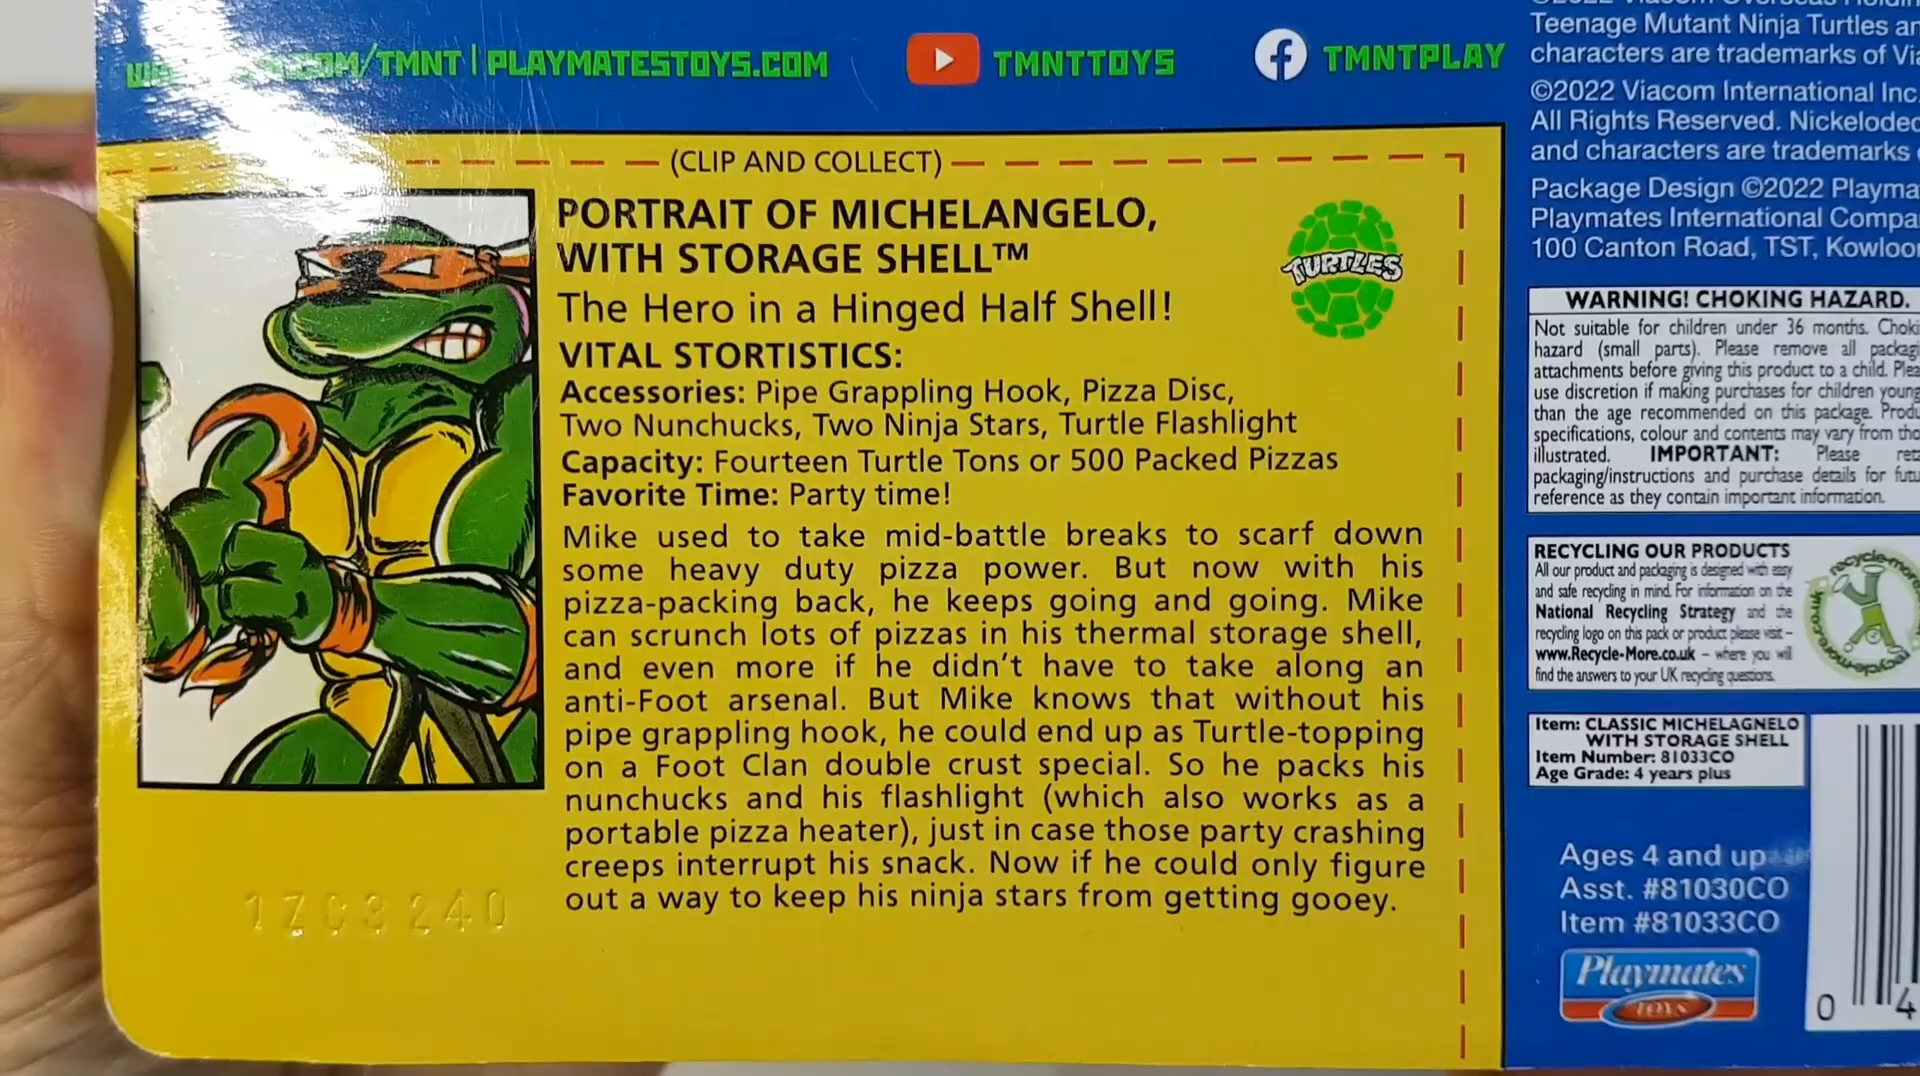 .COM/TMNT | PLAYMATESTOYS.COM
TMNTTOYS
TMNTPLAY
(CLIP AND COLLECT)
PORTRAIT OF MICHELANGELO,
WITH STORAGE SHELL™
The Hero in a Hinged Half Shell!
VITAL STORTISTICS:
Accessories: Pipe Grappling Hook, Pizza Disc,
Two Nunchucks, Two Ninja Stars, Turtle Flashlight
Capacity: Fourteen Turtle Tons or 500 Packed Pizzas
Favorite Time: Party time!
Mike used to take mid-battle breaks to scarf down
some heavy duty pizza power. But now with his
pizza-packing back, he keeps going and going. Mike
can scrunch lots of pizzas in his thermal storage shell,
and even more if he didn't have to take along an
anti-Foot arsenal. But Mike knows that without his
pipe grappling hook, he could end up as Turtle-topping
on a Foot Clan double crust special. So he packs his
nunchucks and his flashlight (which also works as a
portable pizza heater), just in case those party crashing
creeps interrupt his snack. Now if he could only figure
out a way to keep his ninja stars from getting gooey.
TURTLES
Teenage Mutant Ninja Turtles
characters are trademarks of
©2022 Viacom International Inc.
All Rights Reserved.
and characters are trademarks
Package Design ©2022
Playmates International
100 Canton Road, TST,
WARNING! CHOKING HAZARD.
Not suitable for children under 36 months.
hazard (small parts). Please remove all
attachments before giving this product to a child.
use discretion if making purchases for children
than the age recommended on this package.
specifications, colour and contents may vary from
illustrated. IMPORTANT: Please
packaging/instructions and purchase details for
reference as they contain important information.
RECYCLING OUR PRODUCTS
All our product and packaging is designed with easy
and safe recycling in mind. For information on the
National Recycling Strategy and the
recycling logo on this pack or product please visit –
www.Recycle-More.co.uk – where you will
find the answers to your UK recycling questions.
Item: CLASSIC MICHELAGNELO
WITH STORAGE SHELL
Item Number: 81033CO
Age Grade: 4 years plus
Ages 4 and up
Asst. #81030CO
Item #81033CO
Playmates
TOYS
0 4